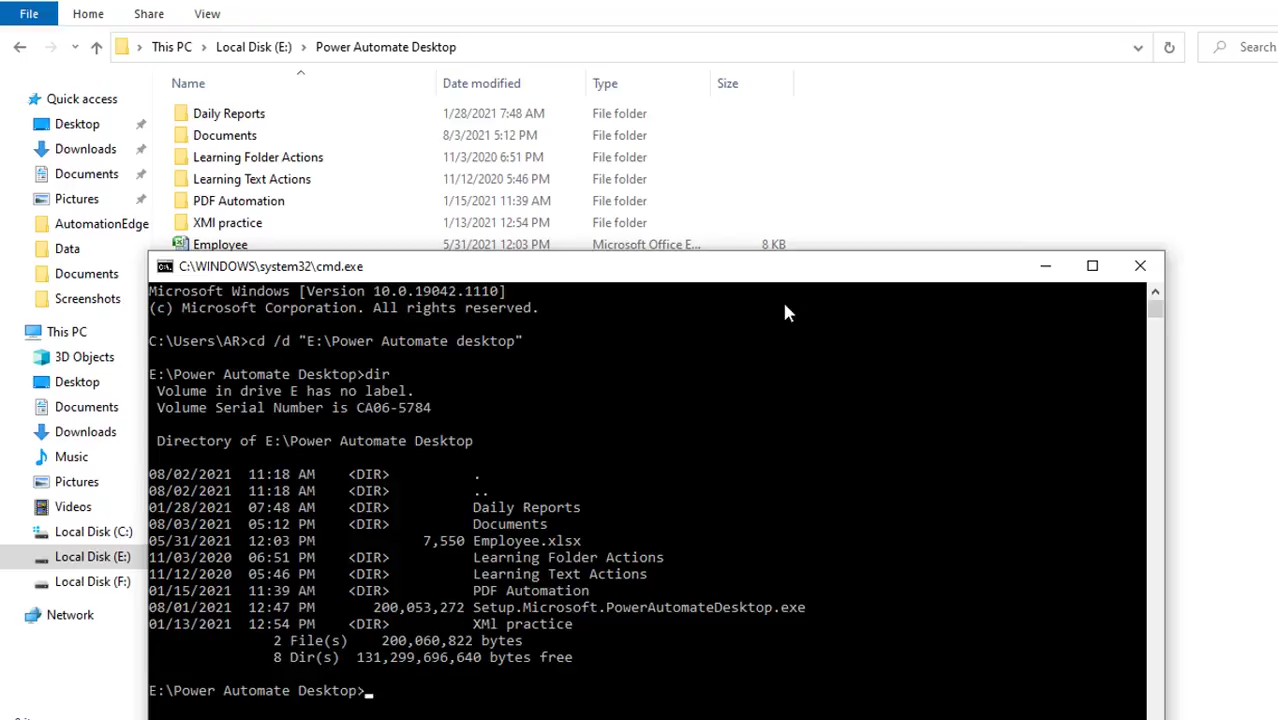 File Home Share View
This PC Local Disk (E:) Power Automate Desktop Search
Name Date modified Type Size
Quick access
Desktop
Downloads
Documents
Pictures
AutomationEdge
Data
Documents
Screenshots
This PC
3D Objects
Desktop
Documents
Downloads
Music
Pictures
Videos
Local Disk (C:)
Local Disk (E:)
Local Disk (F:)
Network
Daily Reports 1/28/2021 7:48 AM File folder
Documents 8/3/2021 5:12 PM File folder
Learning Folder Actions 11/3/2020 6:51 PM File folder
Learning Text Actions 11/12/2020 5:46 PM File folder
PDF Automation 1/15/2021 11:39 AM File folder
XMl practice 1/13/2021 12:54 PM File folder
Employee 5/31/2021 12:03 PM Microsoft Office E... 8 KB
C:\WINDOWS\system32\cmd.exe
Microsoft Windows [Version 10.0.19042.1110]
(c) Microsoft Corporation. All rights reserved.
C:\Users\AR>cd /d "E:\Power Automate desktop"
E:\Power Automate Desktop>dir
Volume in drive E has no label.
Volume Serial Number is CA06-5784
Directory of E:\Power Automate Desktop
08/02/2021 11:18 AM <DIR> .
08/02/2021 11:18 AM <DIR> ..
01/28/2021 07:48 AM <DIR> Daily Reports
08/03/2021 05:12 PM <DIR> Documents
05/31/2021 12:03 PM 7,550 Employee.xlsx
11/03/2020 06:51 PM <DIR> Learning Folder Actions
11/12/2020 05:46 PM <DIR> Learning Text Actions
01/15/2021 11:39 AM <DIR> PDF Automation
08/01/2021 12:47 PM 200,053,272 Setup.Microsoft.PowerAutomateDesktop.exe
01/13/2021 12:54 PM <DIR> XMl practice
2 File(s) 200,060,822 bytes
8 Dir(s) 131,299,696,640 bytes free
E:\Power Automate Desktop>